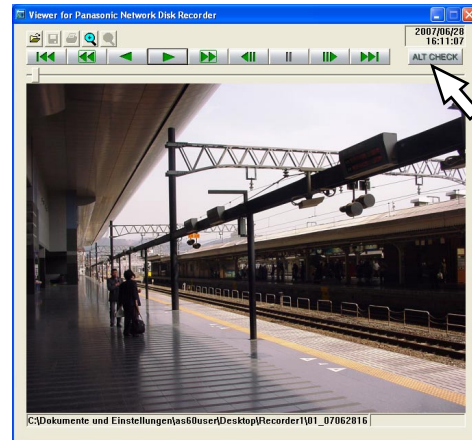 Viewer for Panasonic Network Disk Recorder
2007/06/28
16:11:07
ALT CHECK
C:\Dokumente und Einstellungen\as60user\Desktop\Recorder1\01_07062816